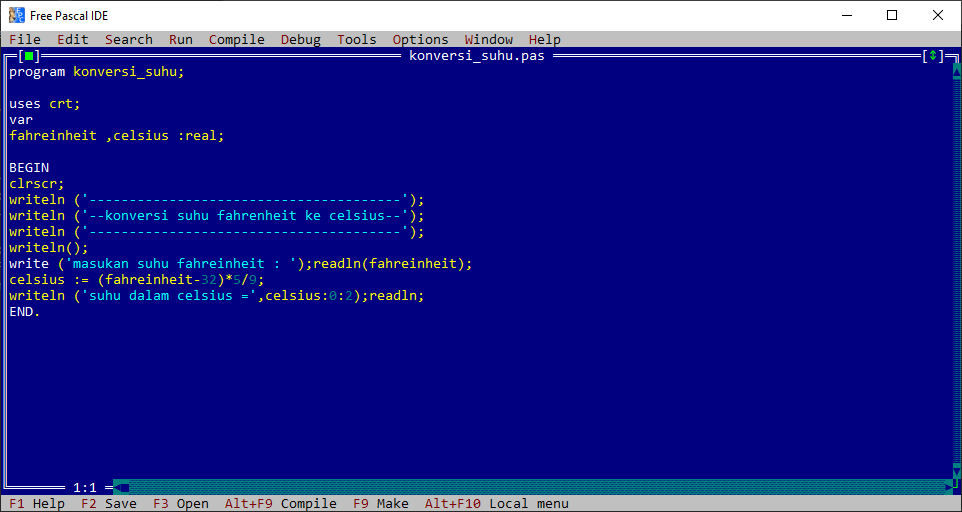 Free Pascal IDE
File Edit Search Run Compile Debug Tools Options Window Help
konversi_suhu.pas
program konversi_suhu;
uses crt;
var
fahreinheit ,celsius :real;
BEGIN
clrscr;
writeln ('---------------------------------------');
writeln ('--konversi suhu fahrenheit ke celsius--');
writeln ('---------------------------------------');
writeln();
write ('masukan suhu fahreinheit : ');readln(fahreinheit);
celsius := (fahreinheit-32)*5/9;
writeln ('suhu dalam celsius =',celsius:0:2);readln;
END.
1:1
F1 Help F2 Save F3 Open Alt+F9 Compile F9 Make Alt+F10 Local menu